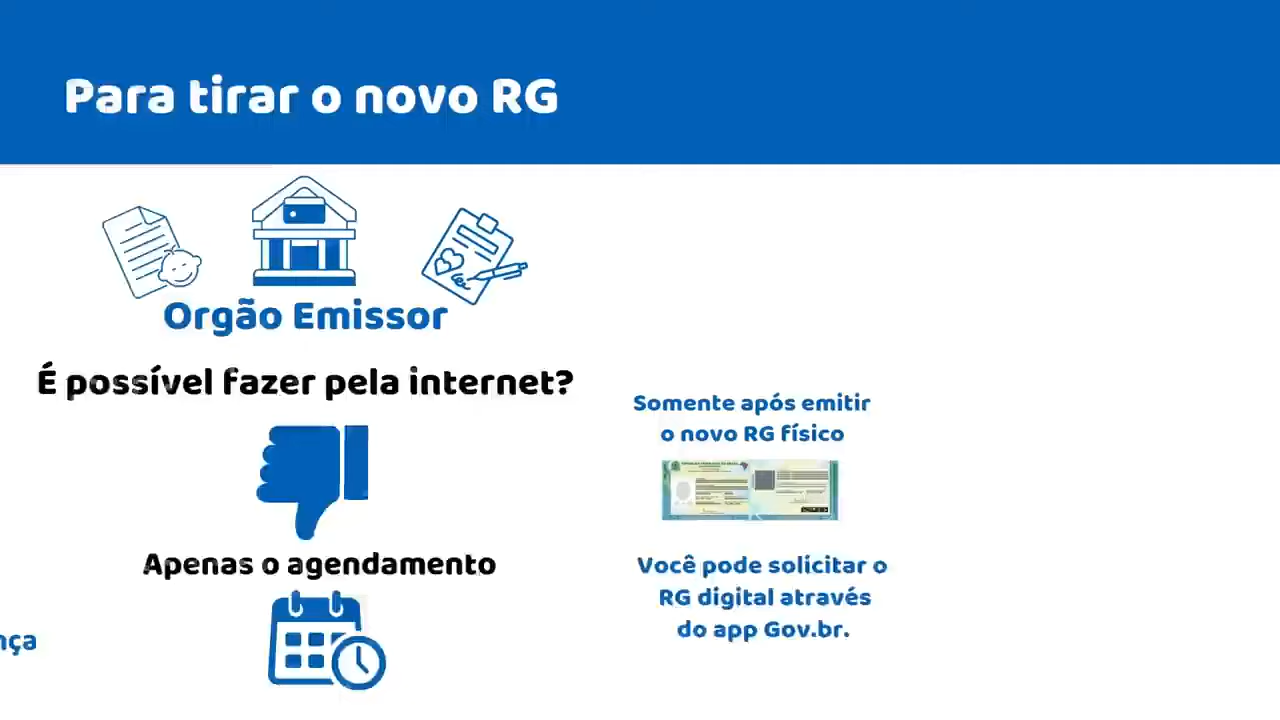 Para tirar o novo RG
Orgão Emissor
É possível fazer pela internet?
Apenas o agendamento
nça
Somente após emitir
o novo RG físico
Você pode solicitar o
RG digital através
do app Gov.br.